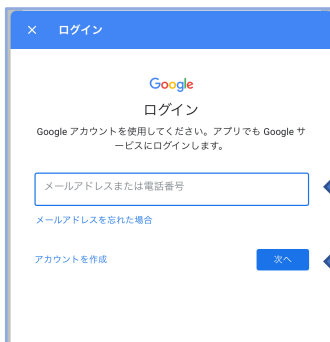 × ログイン
Google
ログイン
Google アカウントを使用してください。アプリでも Google サ
ービスにログインします。
メールアドレスまたは電話番号
メールアドレスを忘れた場合
アカウントを作成 次へ